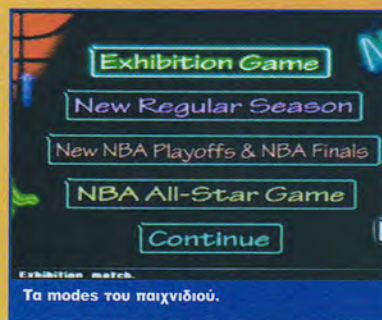 Exhibition Game
New Regular Season
New NBA Playoffs & NBA Finals
NBA All-Star Game
Continue
Exhibition match.
Τα modes του παιχνιδιού.